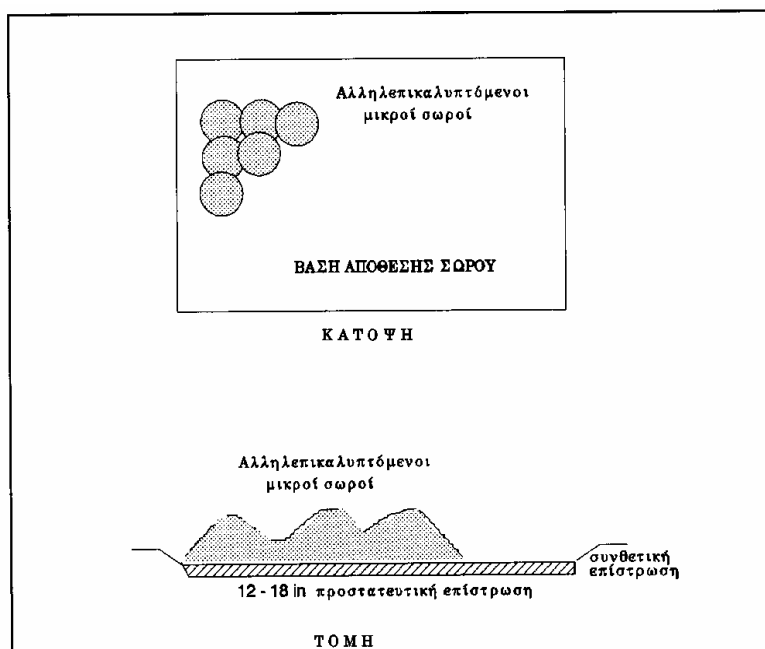 Αλληλεπικαλυπτόμενοι
μικροί σωροί
ΒΑΣΗ ΑΠΟΘΕΣΗΣ ΣΩΡΟΥ
ΚΑΤΟΨΗ
Αλληλεπικαλυπτόμενοι
μικροί σωροί
συνθετική
επίστρωση
12 - 18 in προστατευτική επίστρωση
ΤΟΜΗ